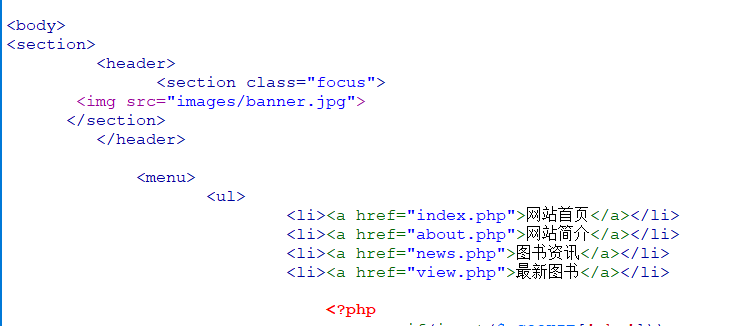 <body>
<section>
<header>
<section class="focus">
<img src="images/banner.jpg">
</section>
</header>
<menu>
<ul>
<li><a href="index.php">网站首页</a></li>
<li><a href="about.php">网站简介</a></li>
<li><a href="news.php">图书资讯</a></li>
<li><a href="view.php">最新图书</a></li>
<?php